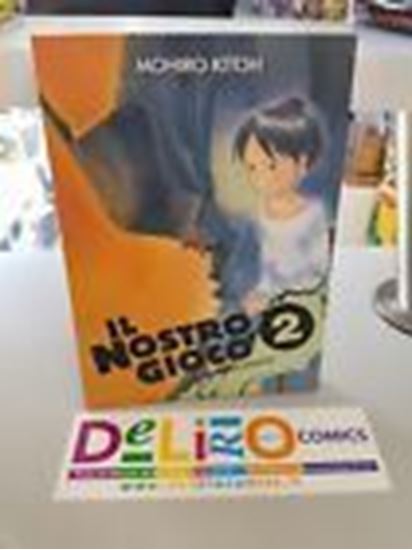 MOHIRO KITOH
IL
NOSTRO
GIOCO
2
DeLiRiO COMICS